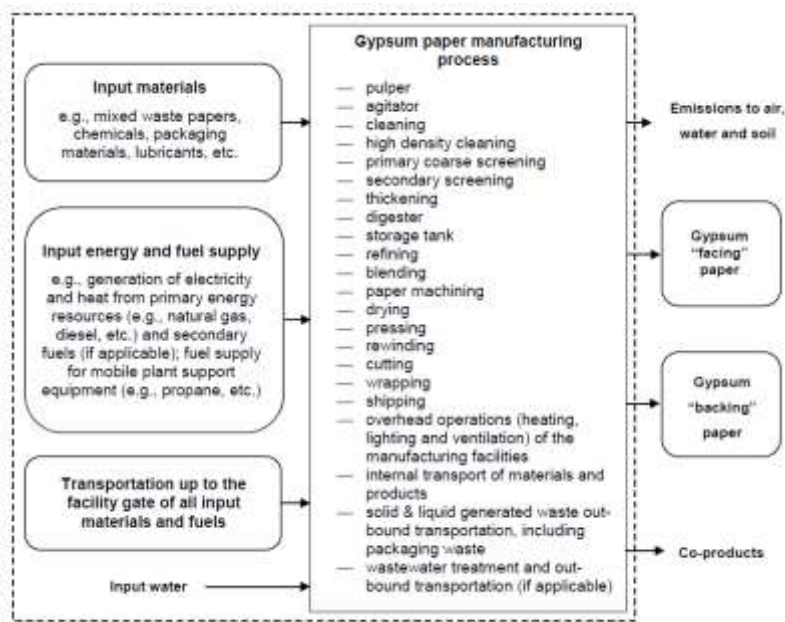 Input materials
e.g., mixed waste papers,
chemicals, packaging
materials, lubricants, etc.
Input energy and fuel supply
e.g., generation of electricity
and heat from primary energy
resources (e.g., natural gas,
diesel, etc.) and secondary
fuels (if applicable); fuel supply
for mobile plant support
equipment (e.g., propane, etc.)
Transportation up to the
facility gate of all input
materials and fuels
Input water
Gypsum paper manufacturing
process
— pulper
— agitator
— cleaning
— high density cleaning
— primary coarse screening
— secondary screening
— thickening
— digester
— storage tank
— refining
— blending
— paper machining
— drying
— pressing
— rewinding
— cutting
— wrapping
— shipping
— overhead operations (heating,
lighting and ventilation) of the
manufacturing facilities
— internal transport of materials and
products
— solid & liquid generated waste out-
bound transportation, including
packaging waste
— wastewater treatment and out-
bound transportation (if applicable)
Emissions to air,
water and soil
Gypsum
"facing"
paper
Gypsum
"backing"
paper
Co-products